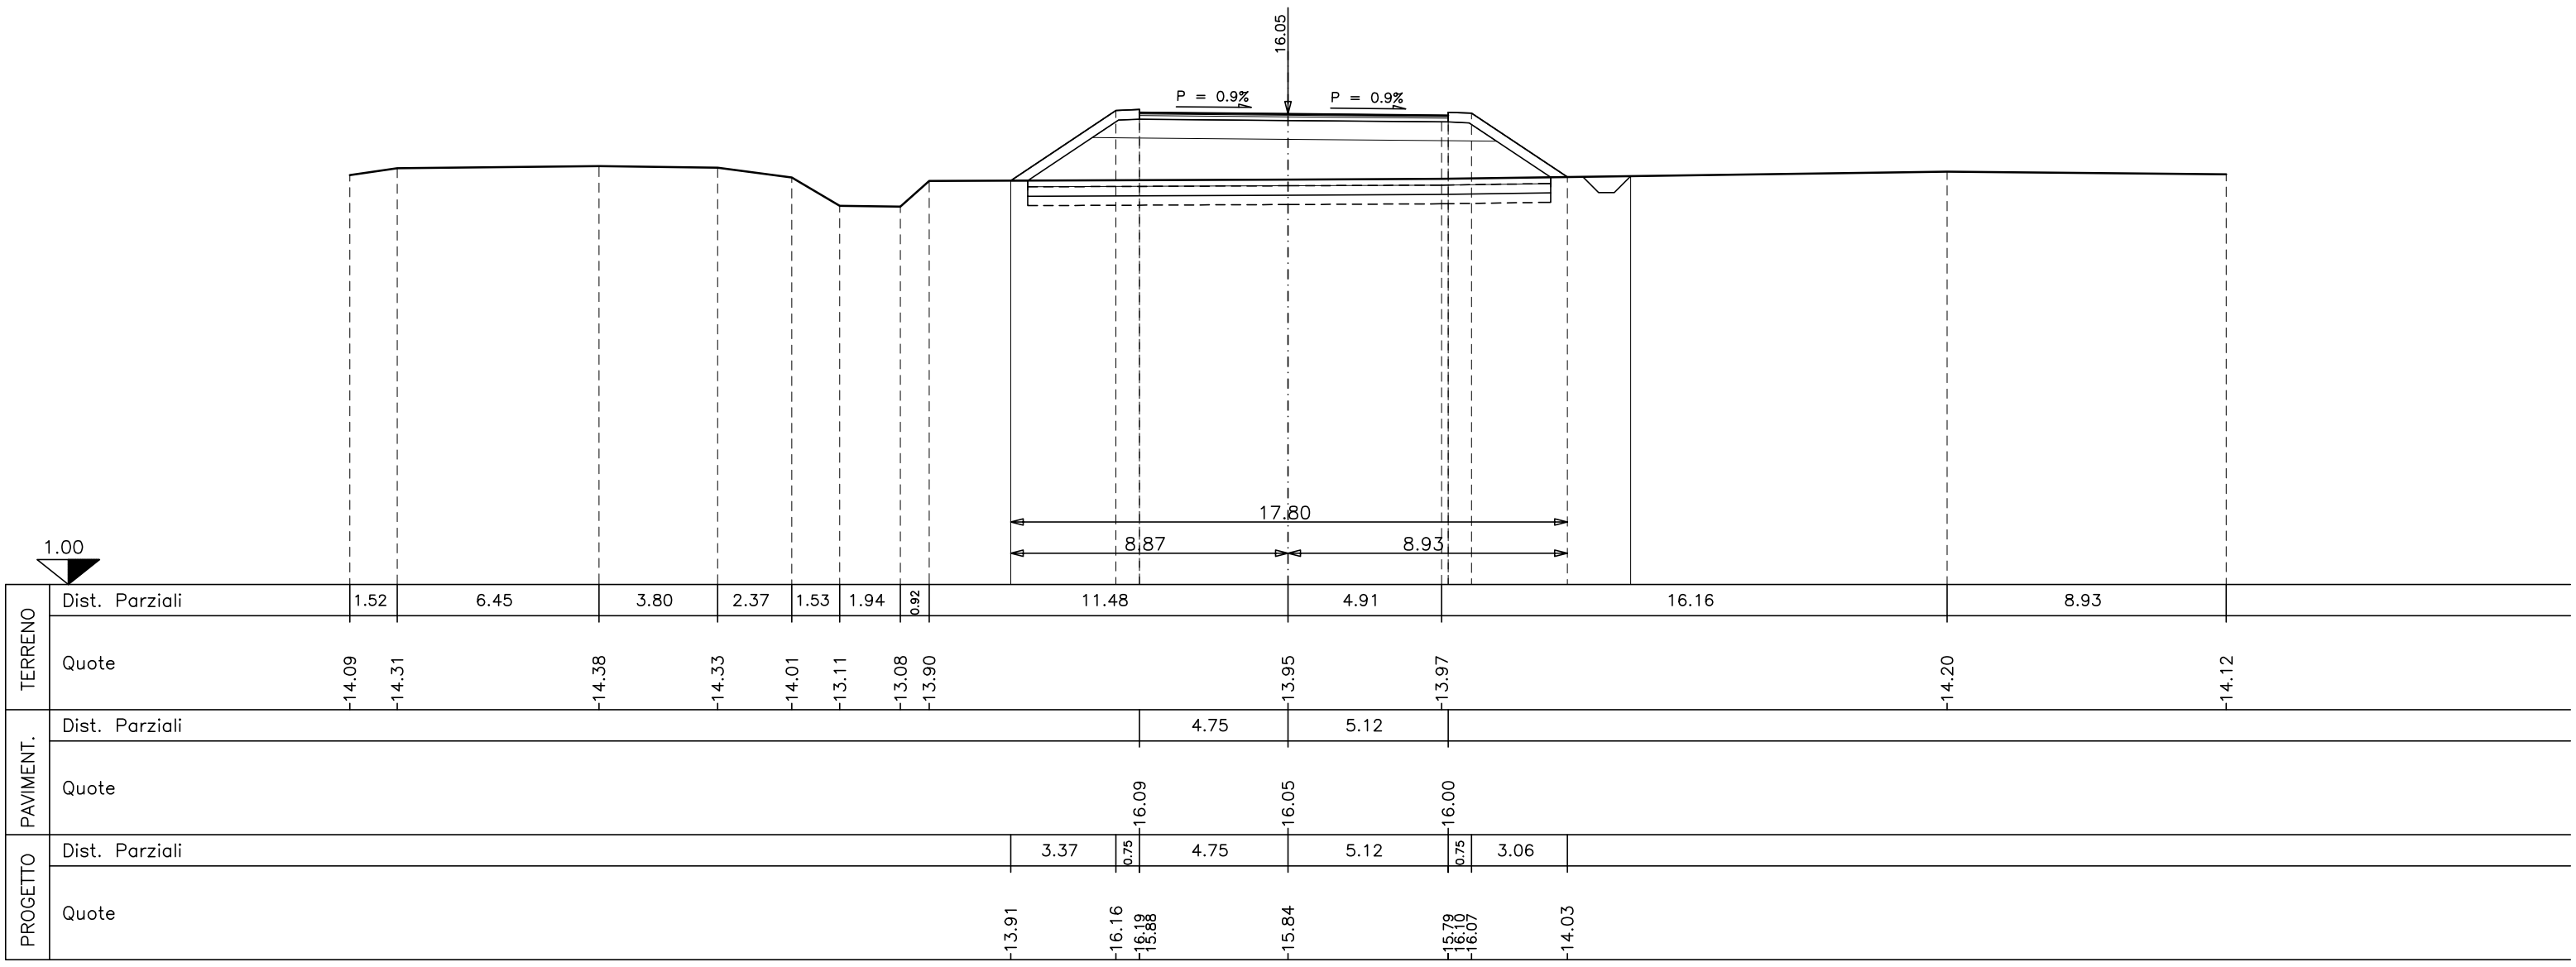 16.05
P = 0.9% P = 0.9%
17.80
8.87 8.93
1.00
TERRENO
Dist. Parziali 1.52 6.45 3.80 2.37 1.53 1.94 0.92 11.48 4.91 16.16 8.93
Quote 14.09 14.31 14.38 14.33 14.01 13.11 13.08 13.90 13.95 13.97 14.20 14.12
PAVIMENT.
Dist. Parziali 4.75 5.12
Quote 16.09 16.05 16.00
PROGETTO
Dist. Parziali 3.37 0.75 4.75 5.12 0.75 3.06
Quote 13.91 16.16 16.19 15.88 15.84 15.79 16.10 16.07 14.03